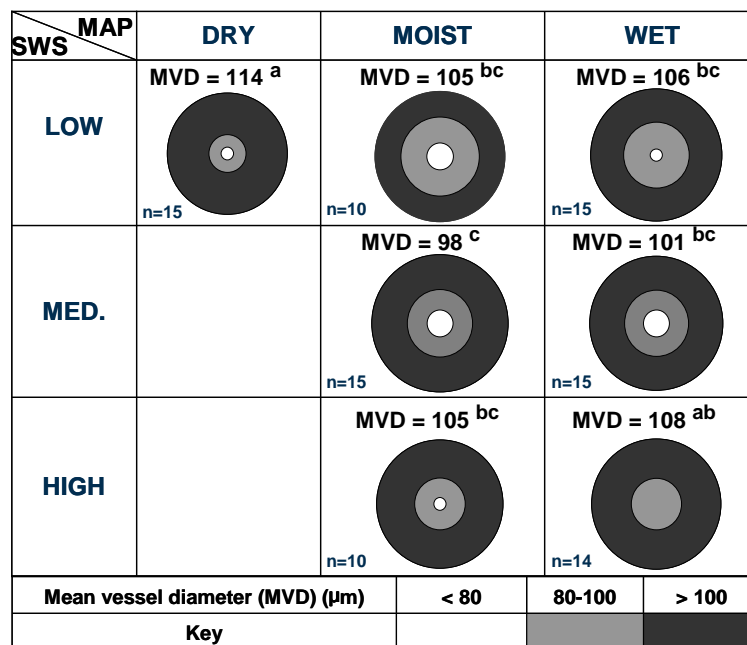 MAP
SWS
DRY
MOIST
WET
LOW
MVD = 114 a
n=15
MVD = 105 bc
n=10
MVD = 106 bc
n=15
MED.
MVD = 98 c
n=15
MVD = 101 bc
n=15
HIGH
MVD = 105 bc
n=10
MVD = 108 ab
n=14
Mean vessel diameter (MVD) (µm) < 80 80-100 > 100
Key